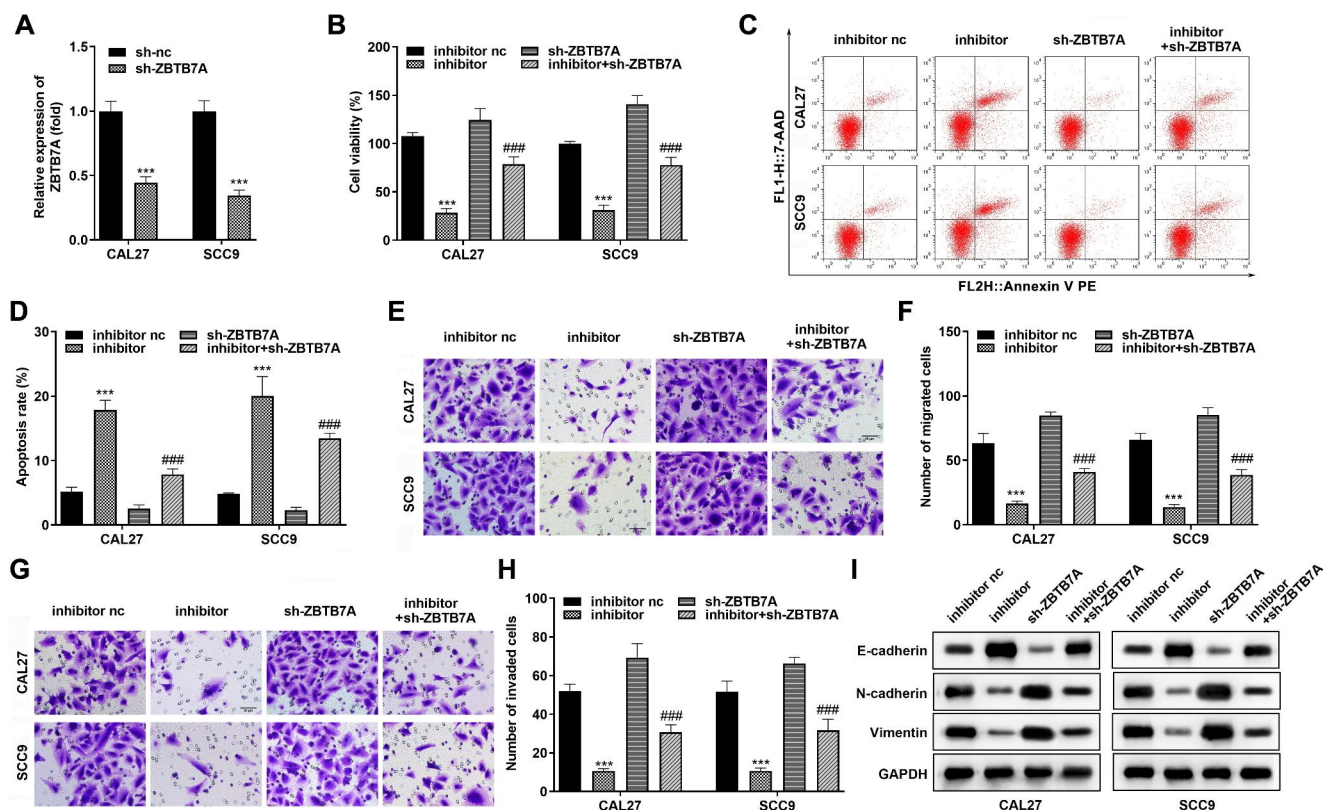 A
sh-nc
sh-ZBTB7A
Relative expression of
ZBTB7A (fold)
1.5
1.0
0.5
0.0
***
***
CAL27
SCC9
B
inhibitor nc
inhibitor
sh-ZBTB7A
inhibitor+sh-ZBTB7A
Cell viability (%)
200
150
100
50
0
***
###
***
###
CAL27
SCC9
C
inhibitor nc
inhibitor
sh-ZBTB7A
inhibitor
+sh-ZBTB7A
CAL27
SCC9
FL1-H::7-AAD
FL2H::Annexin V PE
D
inhibitor nc
inhibitor
sh-ZBTB7A
inhibitor+sh-ZBTB7A
Apoptosis rate (%)
30
20
10
0
***
###
***
###
CAL27
SCC9
E
inhibitor nc
inhibitor
sh-ZBTB7A
inhibitor
+sh-ZBTB7A
CAL27
SCC9
F
inhibitor nc
inhibitor
sh-ZBTB7A
inhibitor+sh-ZBTB7A
Number of migrated cells
150
100
50
0
***
###
***
###
CAL27
SCC9
G
inhibitor nc
inhibitor
sh-ZBTB7A
inhibitor
+sh-ZBTB7A
CAL27
SCC9
H
inhibitor nc
inhibitor
sh-ZBTB7A
inhibitor+sh-ZBTB7A
Number of invaded cells
100
80
60
40
20
0
***
###
***
###
CAL27
SCC9
I
inhibitor nc
inhibitor
sh-ZBTB7A
inhibitor
+sh-ZBTB7A
inhibitor nc
inhibitor
sh-ZBTB7A
inhibitor
+sh-ZBTB7A
E-cadherin
N-cadherin
Vimentin
GAPDH
CAL27
SCC9